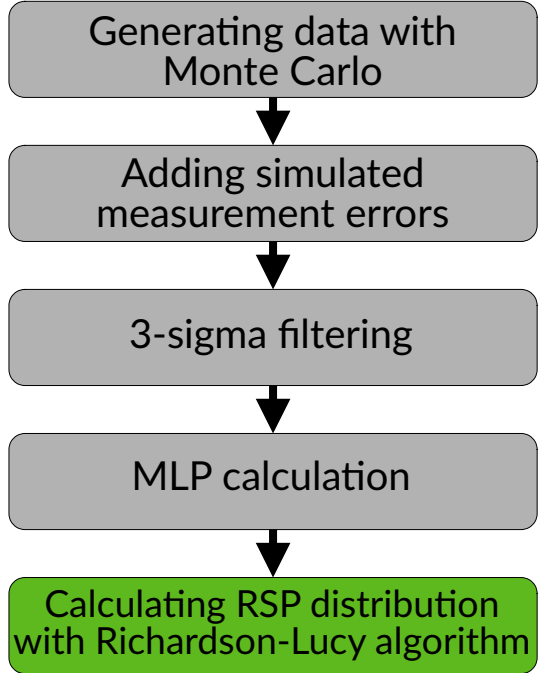 Generating data with
Monte Carlo
Adding simulated
measurement errors
3-sigma filtering
MLP calculation
Calculating RSP distribution
with Richardson-Lucy algorithm